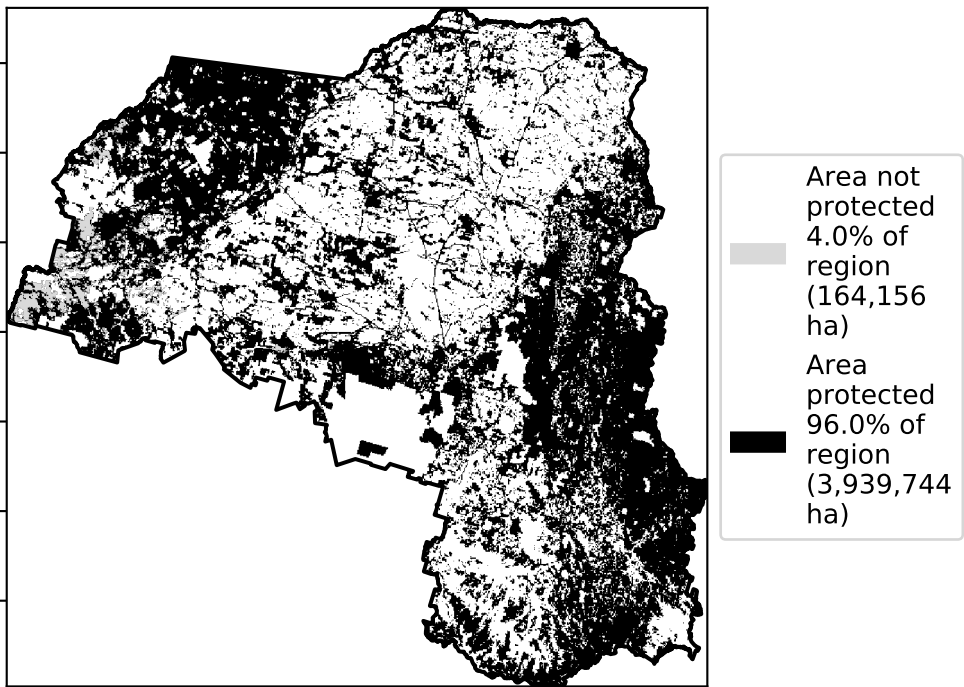 Area not
protected
4.0% of
region
(164,156
ha)
Area
protected
96.0% of
region
(3,939,744
ha)